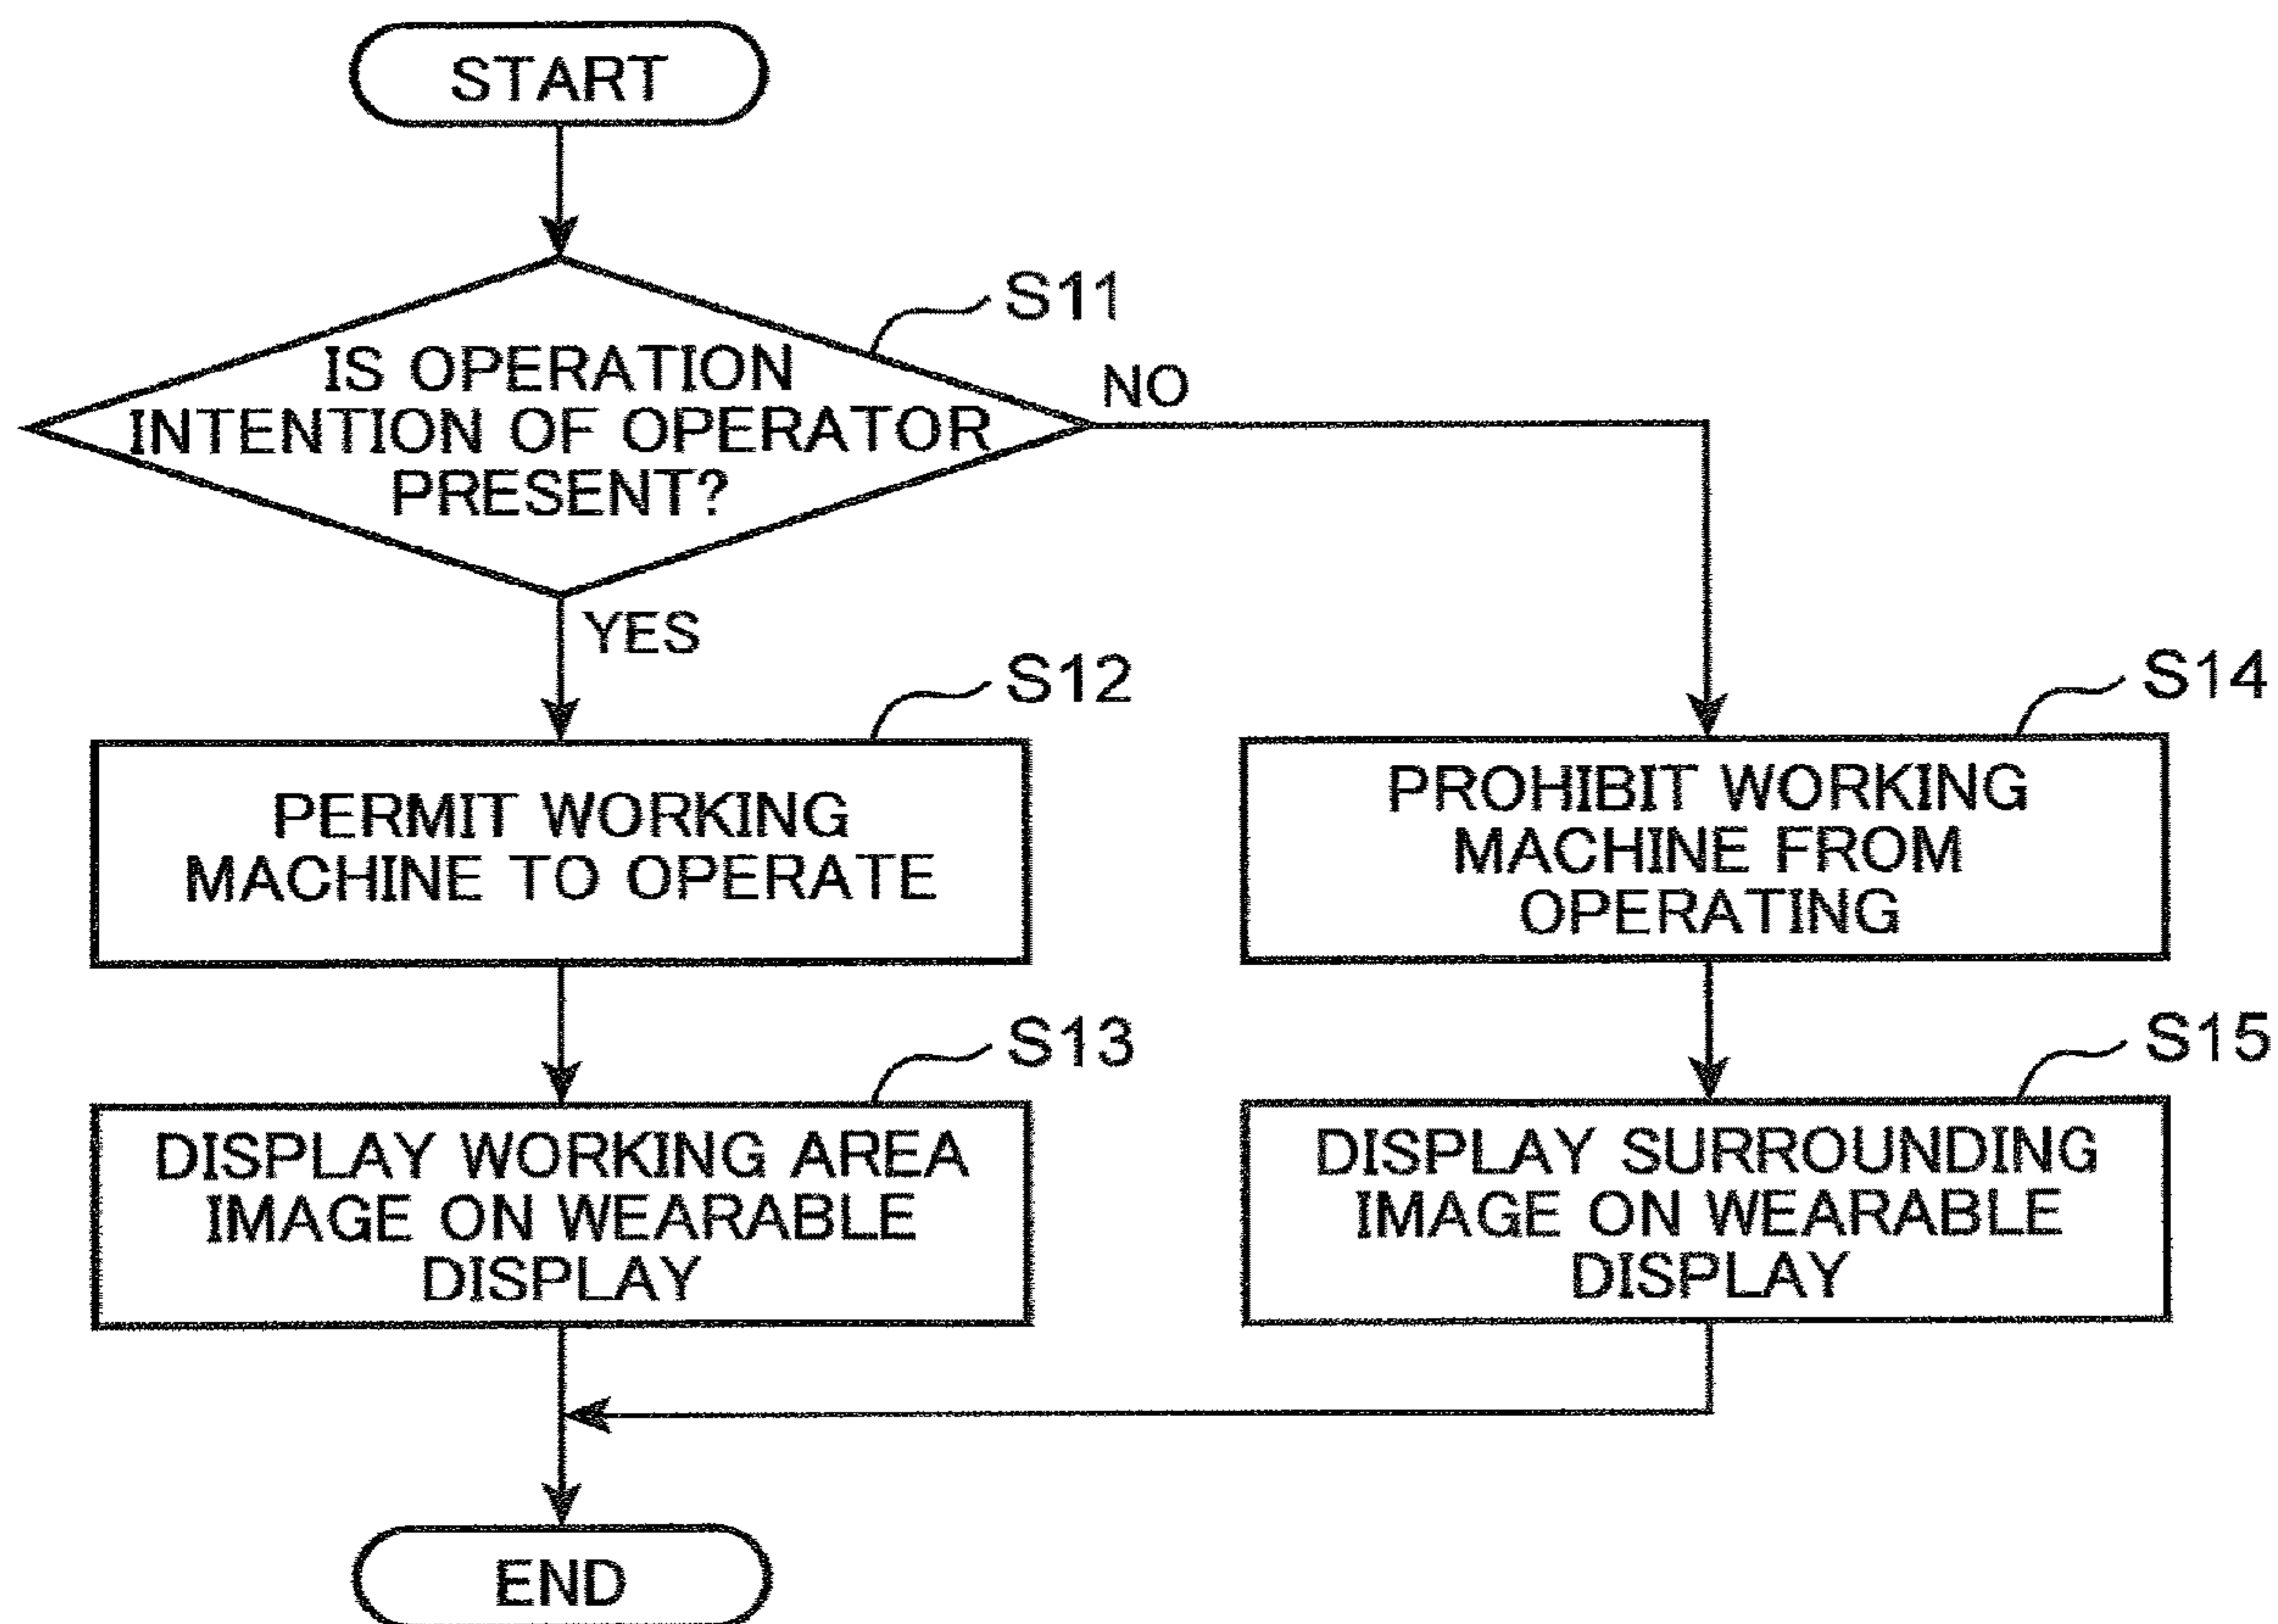 START
S11
IS OPERATION
INTENTION OF OPERATOR
PRESENT?
NO
YES
S12
PERMIT WORKING
MACHINE TO OPERATE
S14
PROHIBIT WORKING
MACHINE FROM
OPERATING
S13
DISPLAY WORKING AREA
IMAGE ON WEARABLE
DISPLAY
S15
DISPLAY SURROUNDING
IMAGE ON WEARABLE
DISPLAY
END